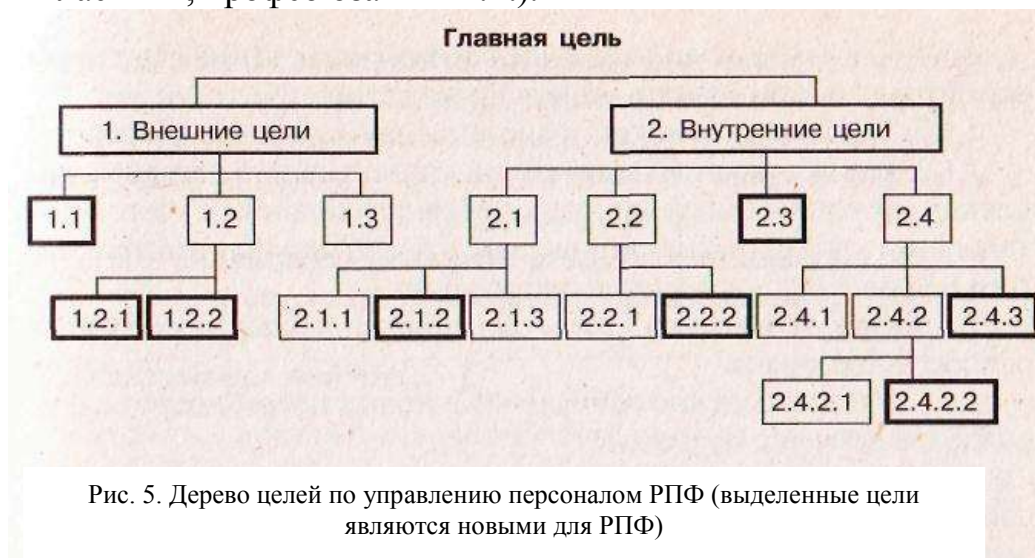 Главная цель
1. Внешние цели 2. Внутренние цели
1.1 1.2 1.3 2.1 2.2 2.3 2.4
1.2.1 1.2.2 2.1.1 2.1.2 2.1.3 2.2.1 2.2.2 2.4.1 2.4.2 2.4.3
2.4.2.1 2.4.2.2
Рис. 5. Дерево целей по управлению персоналом РПФ (выделенные цели
являются новыми для РПФ)